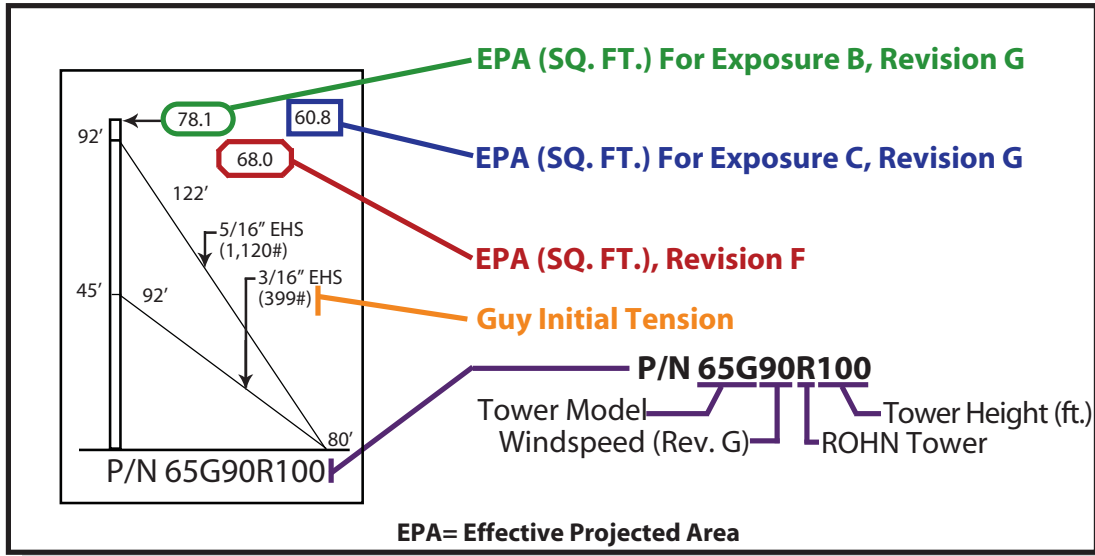 EPA (SQ. FT.) For Exposure B, Revision G
78.1
60.8
92′
68.0
EPA (SQ. FT.) For Exposure C, Revision G
122′
5/16” EHS
(1,120#)
EPA (SQ. FT.), Revision F
3/16” EHS
(399#)
45′
92′
Guy Initial Tension
P/N 65G90R100
Tower Model
Tower Height (ft.)
Windspeed (Rev. G)
ROHN Tower
80′
P/N 65G90R100
EPA= Effective Projected Area